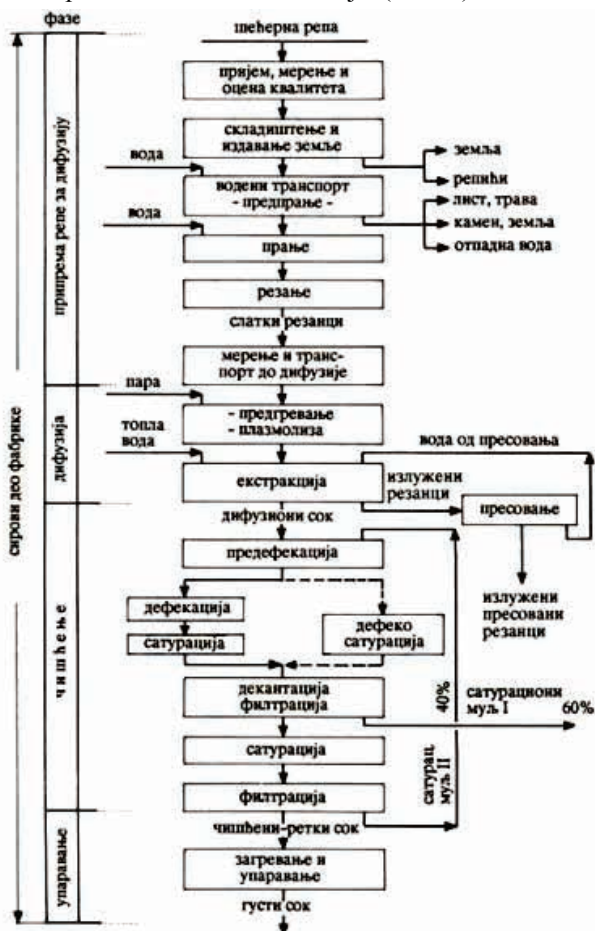 фазе
шећерна репа
пријем, мерење и
оцена квалитета
складиштење и
издавање земље
земља
репићи
вода
водени транспорт
- предпрање -
лист, трава
камен, земља
отпадна вода
вода
прање
резање
слатки резанци
мерење и транс-
порт до дифузије
припрема репе за дифузију
пара
- предгревање
- плазмолиза
топла
вода
вода од пресовања
екстракција
излужени
резанци
пресовање
дифузија
дифузиони сок
предефекација
излужени
пресовани
резанци
дефекација
сатурација
дефеко
сатурација
декантација
филтрација
40%
сатурациони
муљ I 60%
сатурација
сатурац.
муљ II
филтрација
чишћење
чишћени-ретки сок
загревање и
упаравање
упаравање
густи сок
сирови део фабрике